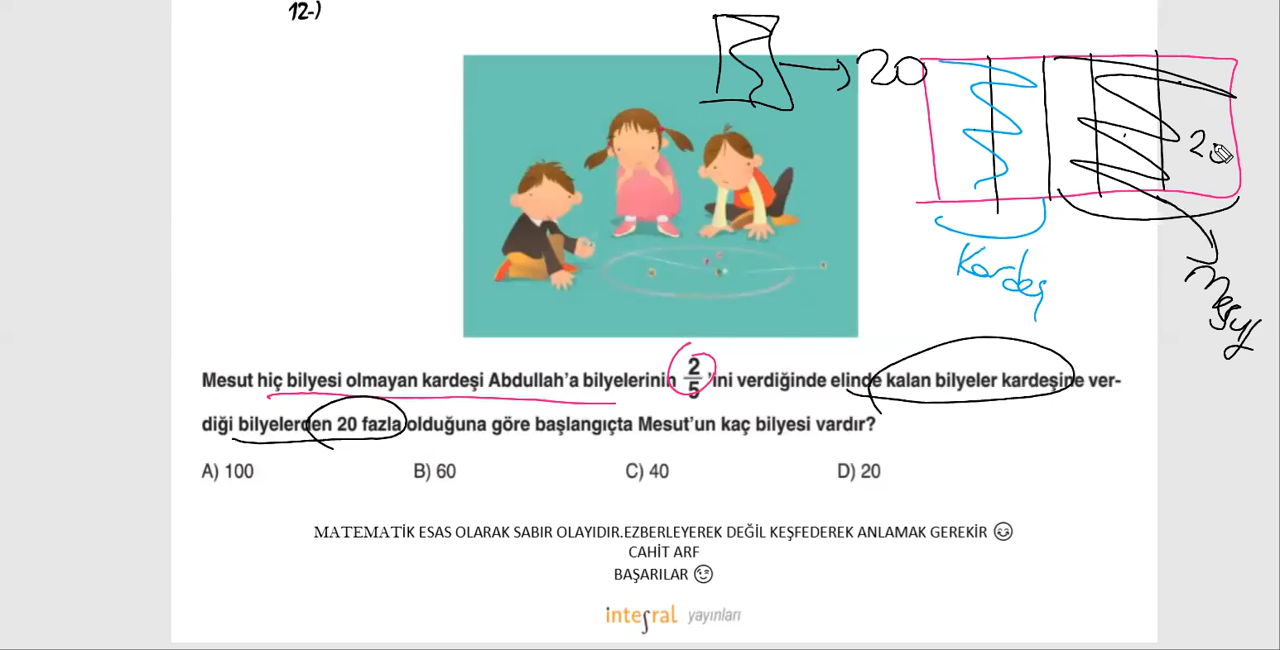 12-)
20
20
Kardeş
Mesut
Mesut hiç bilyesi olmayan kardeşi Abdullah'a bilyelerinin 2/5 'ini verdiğinde elinde kalan bilyeler kardeşine ver-
diği bilyelerden 20 fazla olduğuna göre başlangıçta Mesut'un kaç bilyesi vardır?
A) 100 B) 60 C) 40 D) 20
MATEMATİK ESAS OLARAK SABIR OLAYIDIR.EZBERLEYEREK DEĞİL KEŞFEDEREK ANLAMAK GEREKİR 😊
CAHİT ARF
BAŞARILAR 😉
integral yayınları